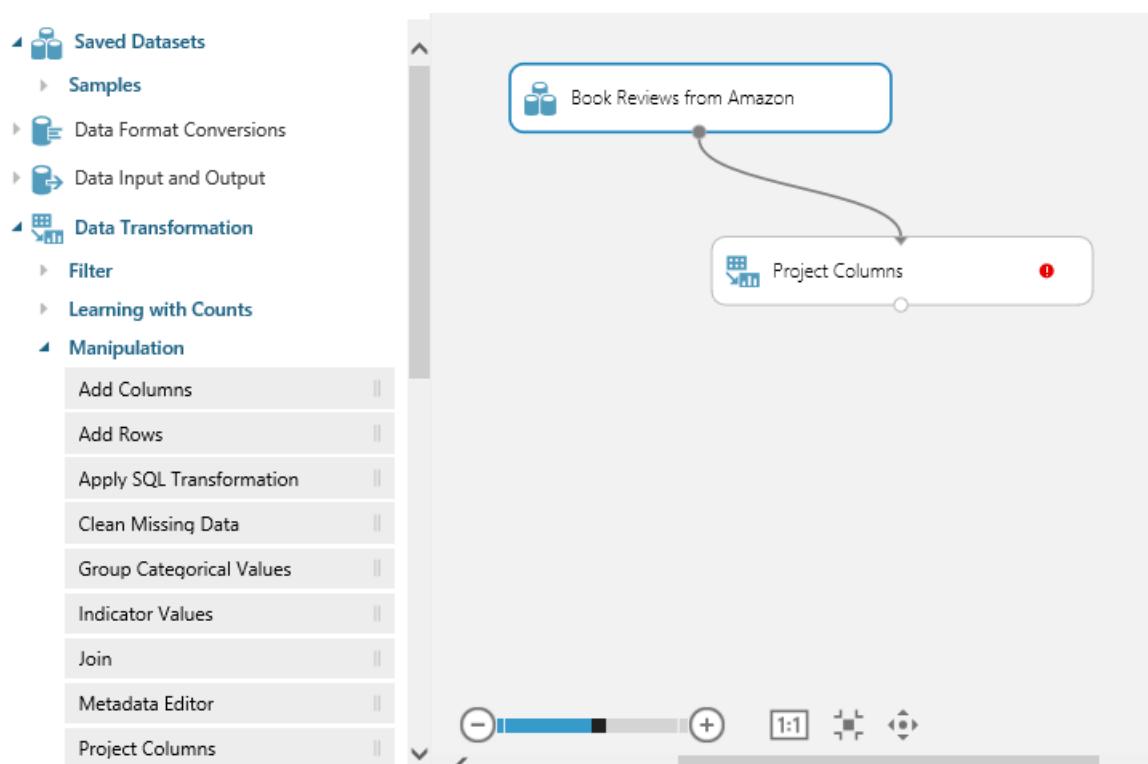 Saved Datasets
Samples
Data Format Conversions
Data Input and Output
Data Transformation
Filter
Learning with Counts
Manipulation
Add Columns
Add Rows
Apply SQL Transformation
Clean Missing Data
Group Categorical Values
Indicator Values
Join
Metadata Editor
Project Columns
Book Reviews from Amazon
Project Columns
1:1